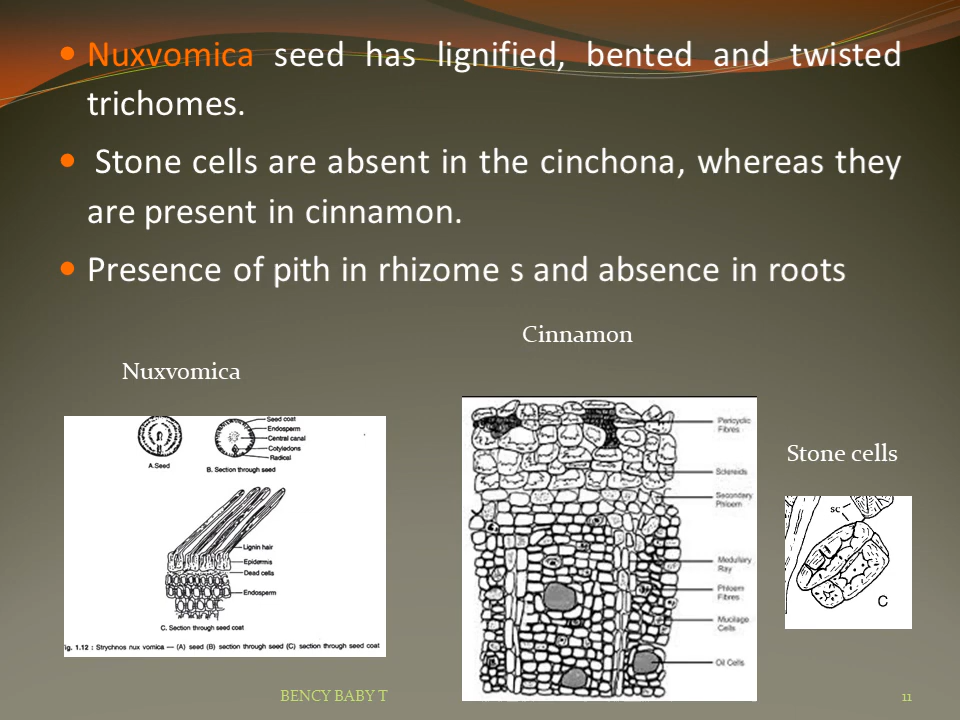 Nuxvomica seed has lignified, bented and twisted
trichomes.
Stone cells are absent in the cinchona, whereas they
are present in cinnamon.
Presence of pith in rhizome s and absence in roots
Cinnamon
Nuxvomica
Stone cells
Seed coat
Endosperm
Central canal
Cotyledons
Radical
A.Seed
B. Section through seed
Lignin hair
Epidermis
Dead cells
Endosperm
C. Section through seed coat
ig. 1.12 : Strychnos nux vomica — (A) seed (B) section through seed (C) section through seed coat
Pericyclic
Fibres
Sclereids
Secondary
Phloem
Medullary
Ray
Phloem
Fibres
Mucilage
Cells
Oil Cells
sc
C
BENCY BABY T
11